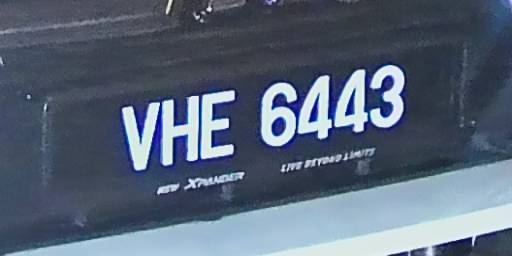 VHE 6443
NEW XPANDER LIVE BEYOND LIMITS